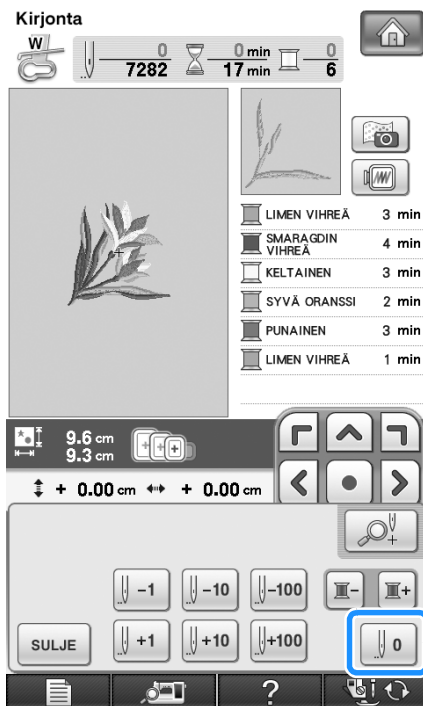 Kirjonta
W
0
7282
0 min
17 min
0
6
LIMEN VIHREÄ 3 min
SMARAGDIN
VIHREÄ 4 min
KELTAINEN 3 min
SYVÄ ORANSSI 2 min
PUNAINEN 3 min
LIMEN VIHREÄ 1 min
9.6 cm
9.3 cm
+ 0.00 cm + 0.00 cm
-1 -10 -100 - +
SULJE +1 +10 +100 0
?